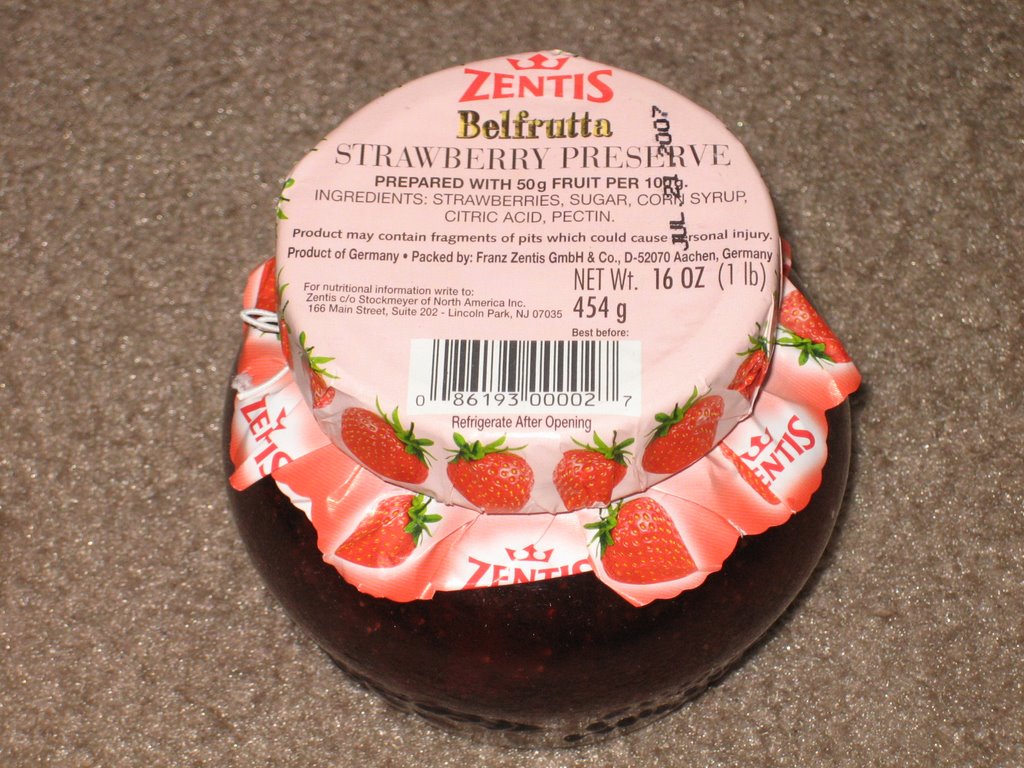 ZENTIS
Belfrutta
STRAWBERRY PRESERVE
PREPARED WITH 50g FRUIT PER 100g.
INGREDIENTS: STRAWBERRIES, SUGAR, CORN SYRUP,
CITRIC ACID, PECTIN.
Product may contain fragments of pits which could cause personal injury.
Product of Germany • Packed by: Franz Zentis GmbH & Co., D-52070 Aachen, Germany
NET WT. 16 OZ (1 lb)
454 g
For nutritional information write to:
Zentis c/o Stockmeyer of North America Inc.
166 Main Street, Suite 202 - Lincoln Park, NJ 07035
Best before:
JUL 21 2007
0 86193 00002 7
Refrigerate After Opening
ZENTIS
ZENTIS
ZENTIS